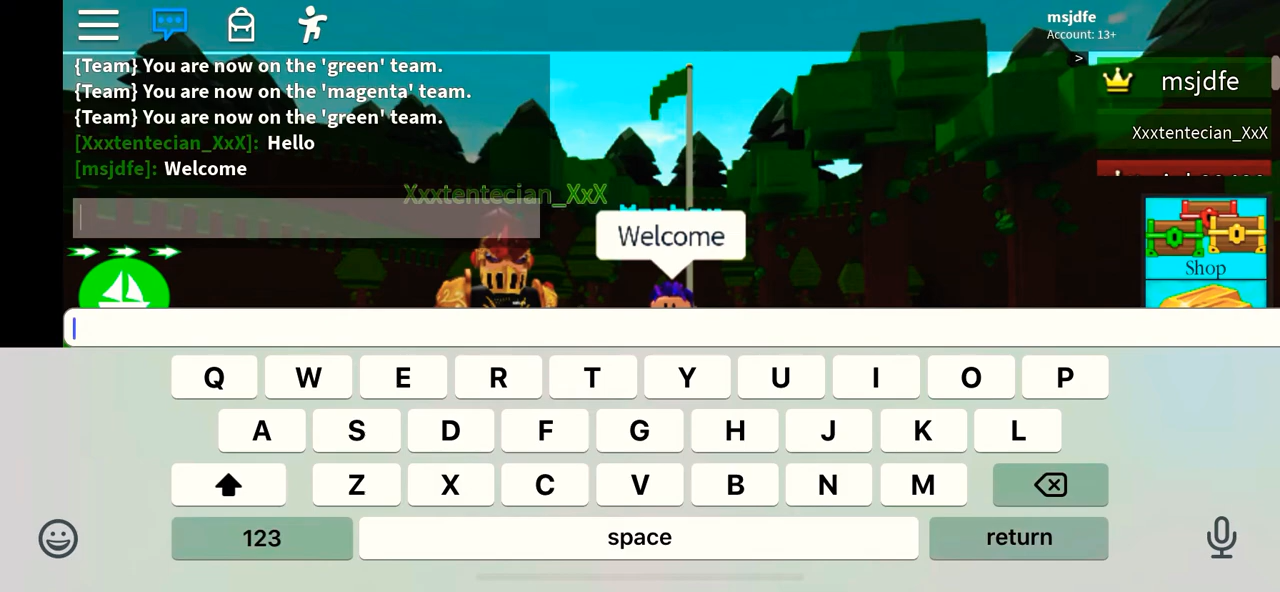 msjdfe
Account: 13+
{Team} You are now on the 'green' team.
{Team} You are now on the 'magenta' team.
{Team} You are now on the 'green' team.
[Xxxtentecian_XxX]: Hello
[msjdfe]: Welcome
>
msjdfe
Xxxtentecian_XxX
Xxxtentecian_XxX
Welcome
Shop
Q W E R T Y U I O P
A S D F G H J K L
Z X C V B N M
123 space return